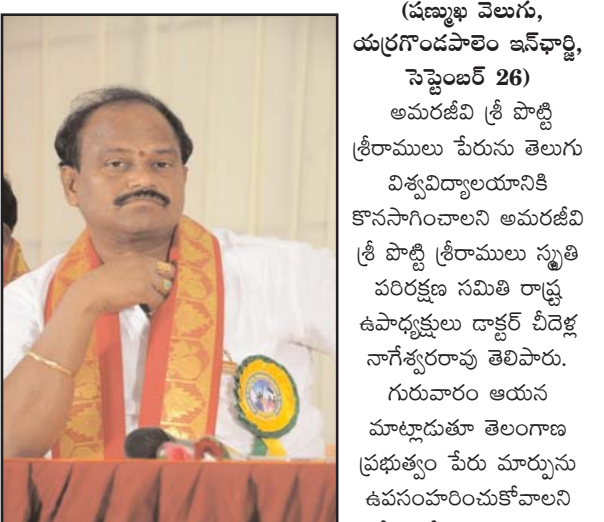 (షణ్ముఖ వెలుగు,
యర్రగొండపాలెం ఇన్‌ఛార్జి,
సెప్టెంబర్ 26)
అమరజీవి శ్రీ పొట్టి
శ్రీరాములు పేరును తెలుగు
విశ్వవిద్యాలయానికి
కొనసాగించాలని అమరజీవి
శ్రీ పొట్టి శ్రీరాములు స్మృతి
పరిరక్షణ సమితి రాష్ట్ర
ఉపాధ్యక్షులు డాక్టర్ చీదెళ్ల
నాగేశ్వరరావు తెలిపారు.
గురువారం ఆయన
మాట్లాడుతూ తెలంగాణ
ప్రభుత్వం పేరు మార్పును
ఉపసంహరించుకోవాలని